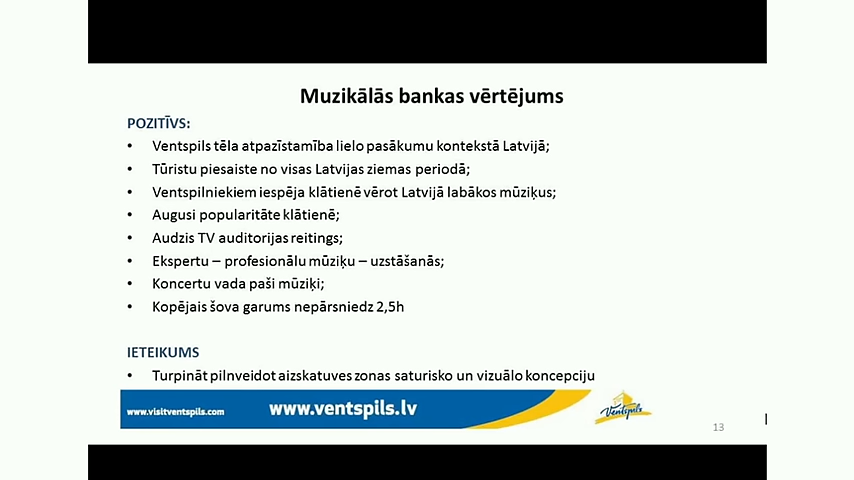 Muzikālās bankas vērtējums
POZITĪVS:
• Ventspils tēla atpazīstamība lielo pasākumu kontekstā Latvijā;
• Tūristu piesaiste no visas Latvijas ziemas periodā;
• Ventspilniekiem iespēja klātienē vērot Latvijā labākos mūziķus;
• Augusi popularitāte klātienē;
• Audzis TV auditorijas reitings;
• Ekspertu – profesionālu mūziķu – uzstāšanās;
• Koncertu vada paši mūziķi;
• Kopējais šova garums nepārsniedz 2,5h
IETEIKUMS
• Turpināt pilnveidot aizskatuves zonas saturisko un vizuālo koncepciju
www.visitventspils.com
www.ventspils.lv
Ventspils
13